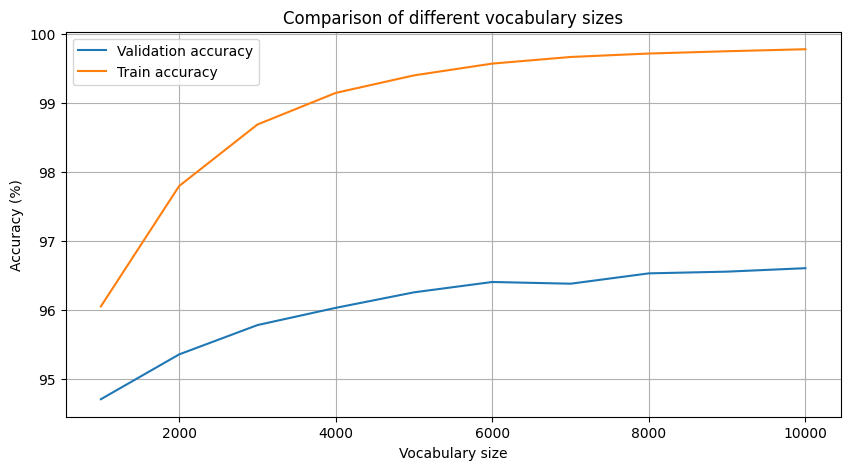 Comparison of different vocabulary sizes
100
99
98
97
96
95
Accuracy (%)
Validation accuracy
Train accuracy
2000
4000
6000
8000
10000
Vocabulary size